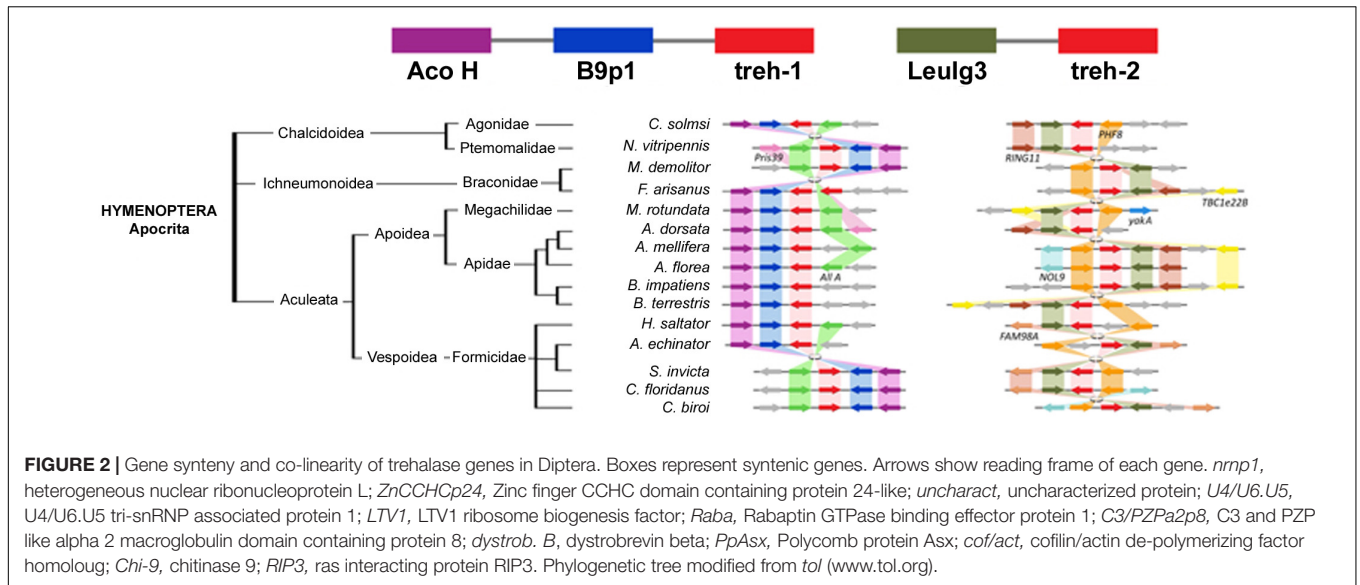 Aco H B9p1 treh-1 LeuIg3 treh-2
HYMENOPTERA
Apocrita
Chalcidoidea
Ichneumonoidea
Aculeata
Apoidea
Vespoidea
Agonidae
Ptemomalidae
Braconidae
Megachilidae
Apidae
Formicidae
C. solmsi
N. vitripennis
M. demolitor
F. arisanus
M. rotundata
A. dorsata
A. mellifera
A. florea
B. impatiens
B. terrestris
H. saltator
A. echinator
S. invicta
C. floridanus
C. biroi
Pris39
All A
PHF8
RING11
TBC1e22B
yakA
NOL9
FAM98A
FIGURE 2 | Gene synteny and co-linearity of trehalase genes in Diptera. Boxes represent syntenic genes. Arrows show reading frame of each gene. nrnp1,
heterogeneous nuclear ribonucleoprotein L; ZnCCHCp24, Zinc finger CCHC domain containing protein 24-like; uncharact, uncharacterized protein; U4/U6.U5,
U4/U6.U5 tri-snRNP associated protein 1; LTV1, LTV1 ribosome biogenesis factor; Raba, Rabaptin GTPase binding effector protein 1; C3/PZPa2p8, C3 and PZP
like alpha 2 macroglobulin domain containing protein 8; dystrob. B, dystrobrevin beta; PpAsx, Polycomb protein Asx; cof/act, cofilin/actin de-polymerizing factor
homoloug; Chi-9, chitinase 9; RIP3, ras interacting protein RIP3. Phylogenetic tree modified from tol (www.tol.org).